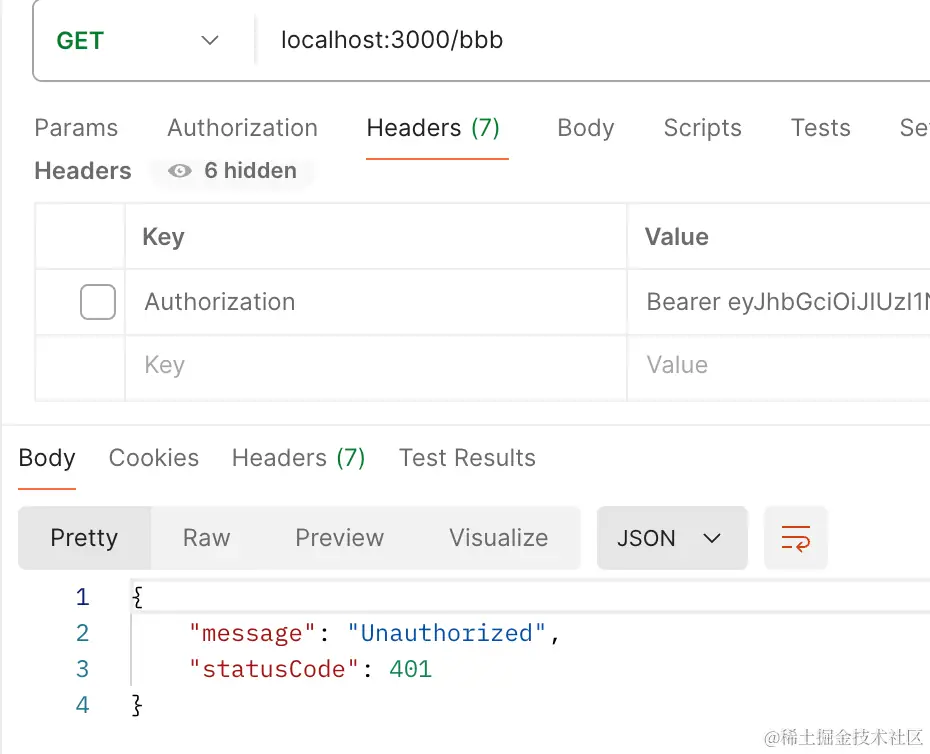 GET localhost:3000/bbb
Params Authorization Headers (7) Body Scripts Tests Se
Headers 6 hidden
Key Value
Authorization Bearer eyJhbGciOiJIUzI1N
Key Value
Body Cookies Headers (7) Test Results
Pretty Raw Preview Visualize JSON
1 {
2 "message": "Unauthorized",
3 "statusCode": 401
4 }
@稀土掘金技术社区